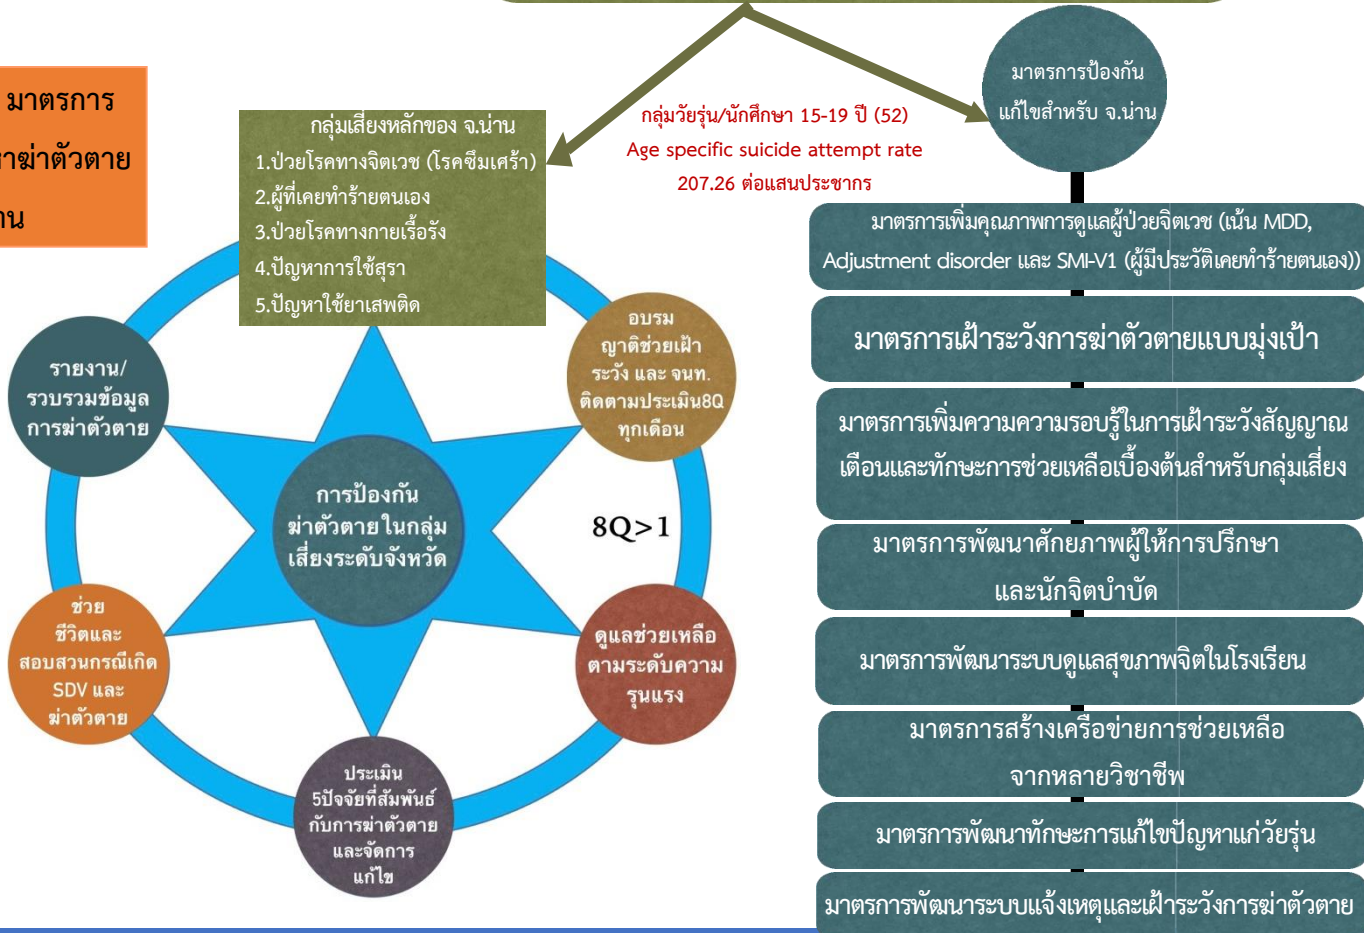 มาตรการ
าฆ่าตัวตาย
าน
กลุ่มเสี่ยงหลักของ จ.น่าน
1.ป่วยโรคทางจิตเวช (โรคซึมเศร้า)
2.ผู้ที่เคยทำร้ายตนเอง
3.ป่วยโรคทางกายเรื้อรัง
4.ปัญหาการใช้สุรา
5.ปัญหาใช้ยาเสพติด
กลุ่มวัยรุ่น/นักศึกษา 15-19 ปี (52)
Age specific suicide attempt rate
207.26 ต่อแสนประชากร
มาตรการป้องกัน
แก้ไขสำหรับ จ.น่าน
อบรม
ญาติช่วยเฝ้า
ระวัง และ จนท.
ติดตามประเมิน8Q
ทุกเดือน
8Q>1
ดูแลช่วยเหลือ
ตามระดับความ
รุนแรง
ประเมิน
5ปัจจัยที่สัมพันธ์
กับการฆ่าตัวตาย
และจัดการ
แก้ไข
ช่วย
ชีวิตและ
สอบสวนกรณีเกิด
SDV และ
ฆ่าตัวตาย
รายงาน/
รวบรวมข้อมูล
การฆ่าตัวตาย
การป้องกัน
ฆ่าตัวตายในกลุ่ม
เสี่ยงระดับจังหวัด
มาตรการเพิ่มคุณภาพการดูแลผู้ป่วยจิตเวช (เน้น MDD,
Adjustment disorder และ SMI-V1 (ผู้มีประวัติเคยทำร้ายตนเอง))
มาตรการเฝ้าระวังการฆ่าตัวตายแบบมุ่งเป้า
มาตรการเพิ่มความความรอบรู้ในการเฝ้าระวังสัญญาณ
เตือนและทักษะการช่วยเหลือเบื้องต้นสำหรับกลุ่มเสี่ยง
มาตรการพัฒนาศักยภาพผู้ให้การปรึกษา
และนักจิตบำบัด
มาตรการพัฒนาระบบดูแลสุขภาพจิตในโรงเรียน
มาตรการสร้างเครือข่ายการช่วยเหลือ
จากหลายวิชาชีพ
มาตรการพัฒนาทักษะการแก้ไขปัญหาแก่วัยรุ่น
มาตรการพัฒนาระบบแจ้งเหตุและเฝ้าระวังการฆ่าตัวตาย